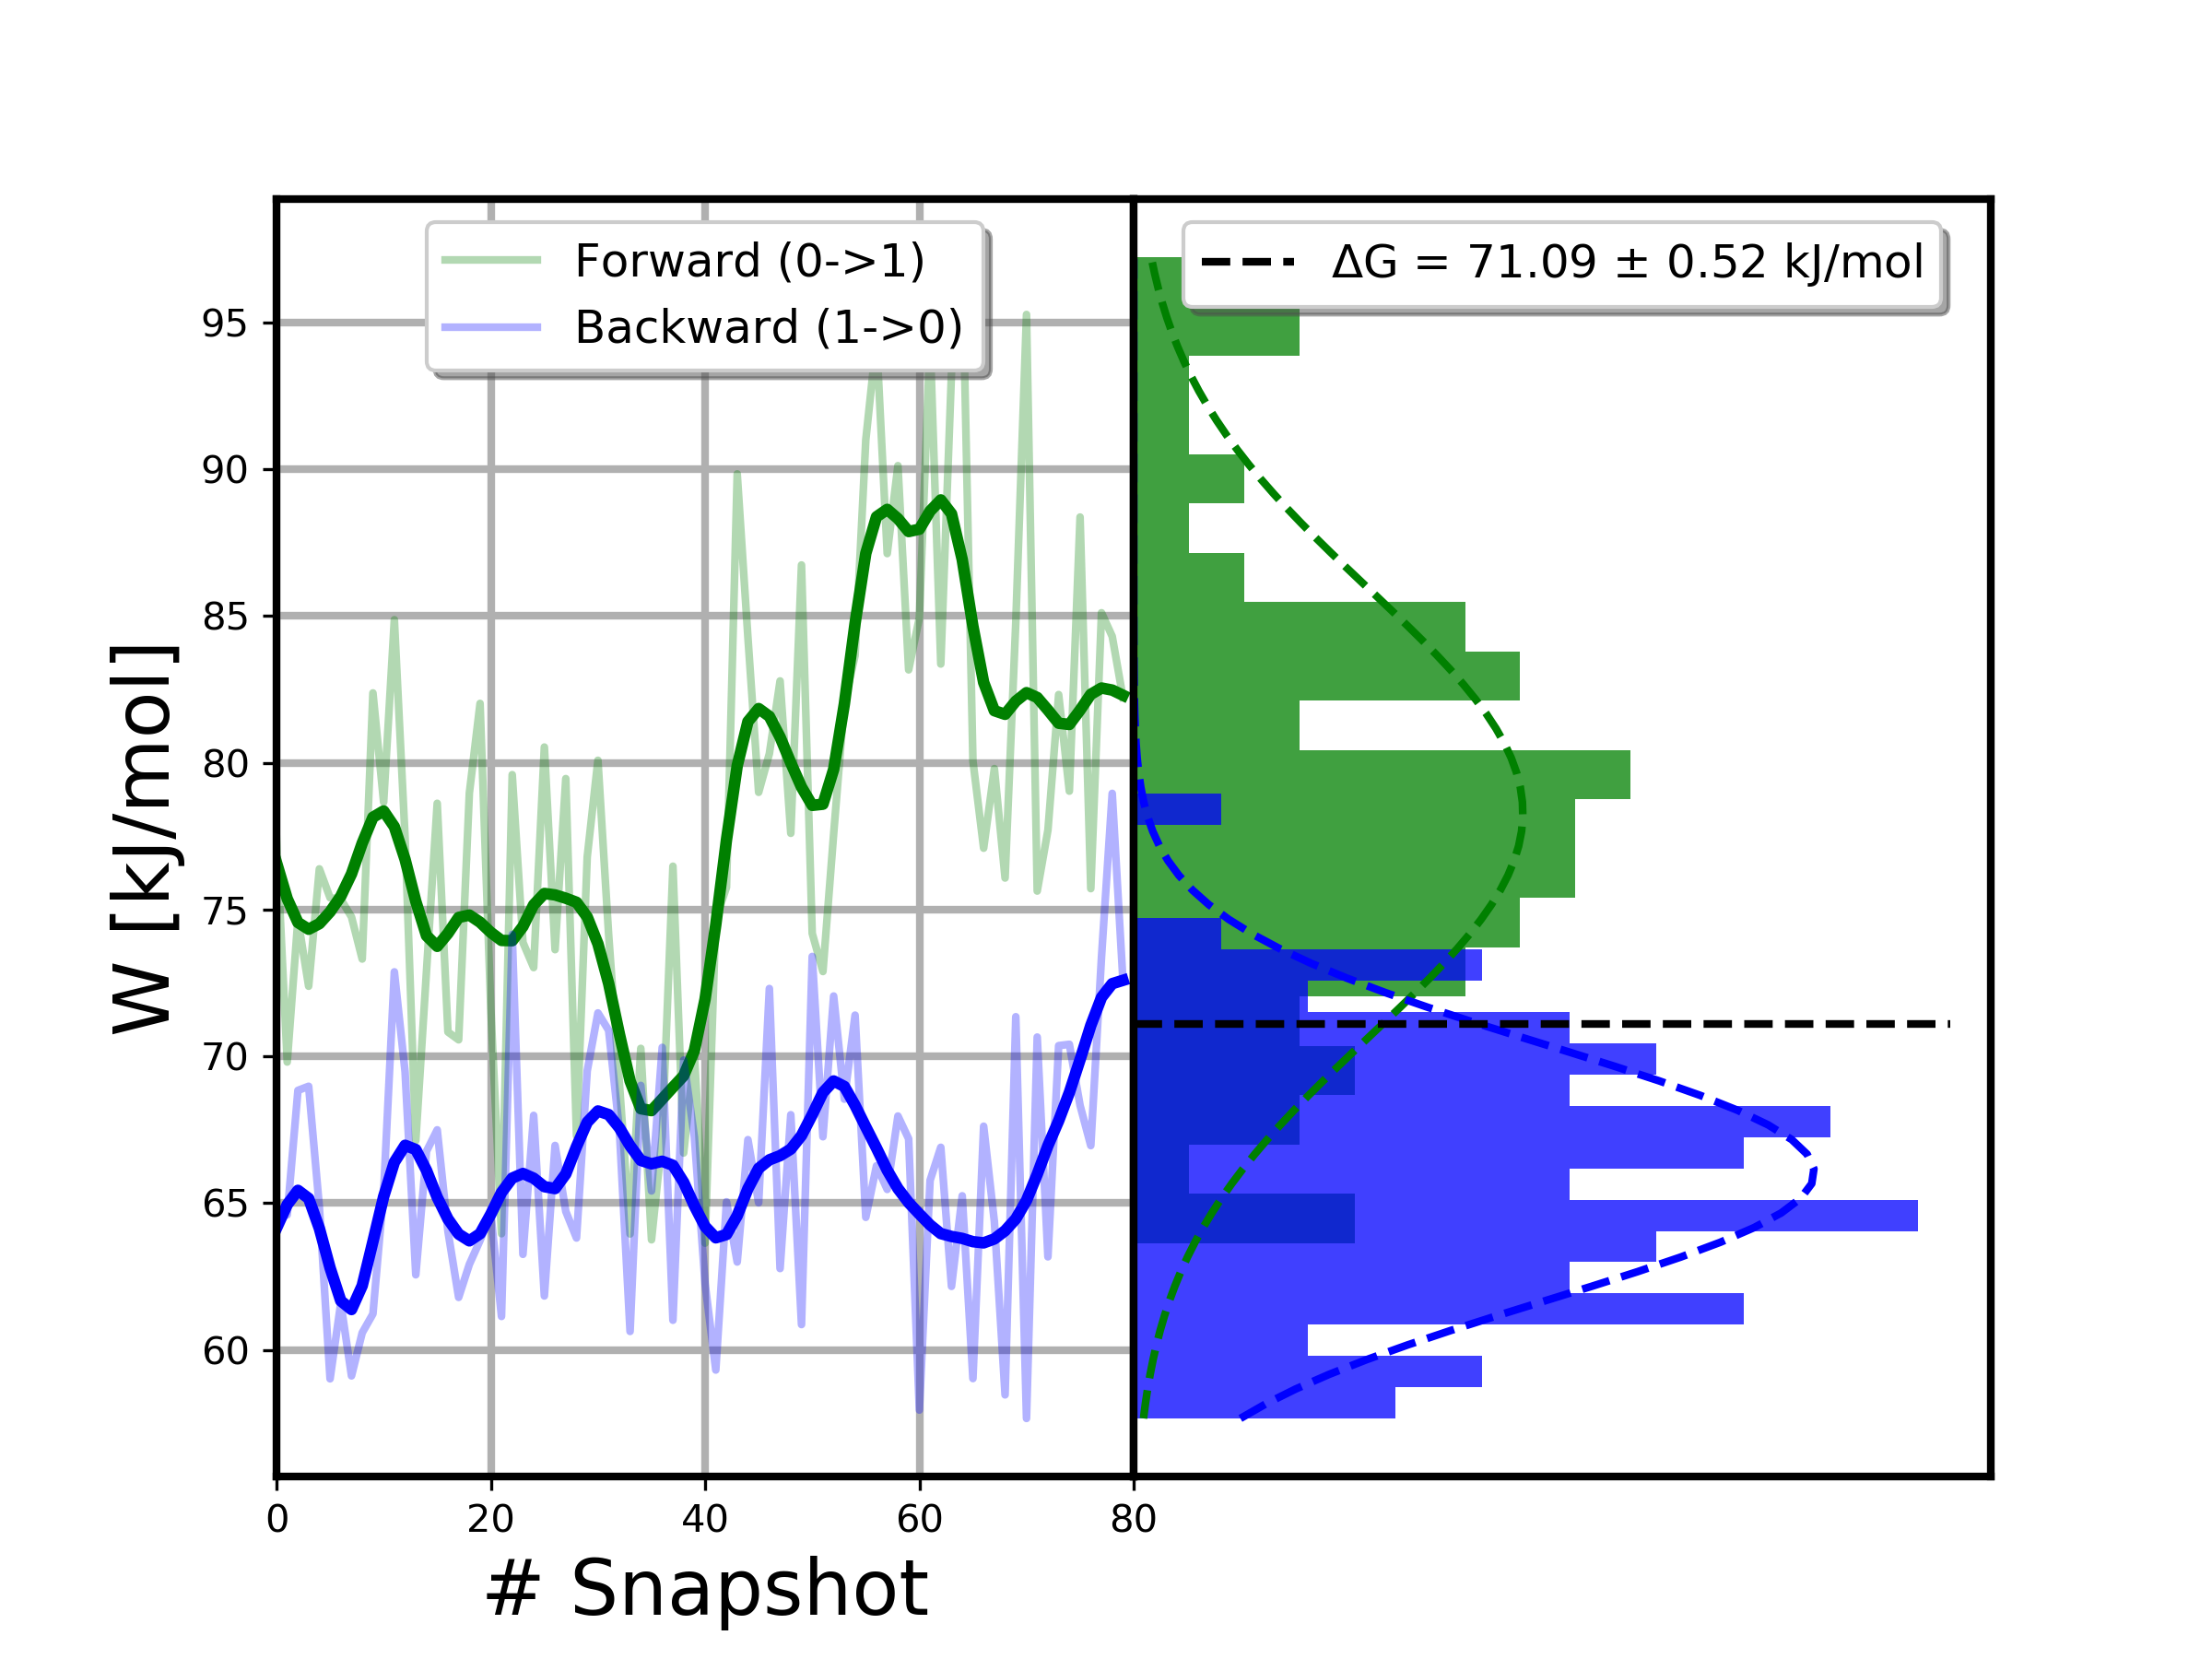 Forward (0->1)
Backward (1->0)
ΔG = 71.09 ± 0.52 kJ/mol
95
90
85
80
75
70
65
60
W [kJ/mol]
0 20 40 60 80
# Snapshot